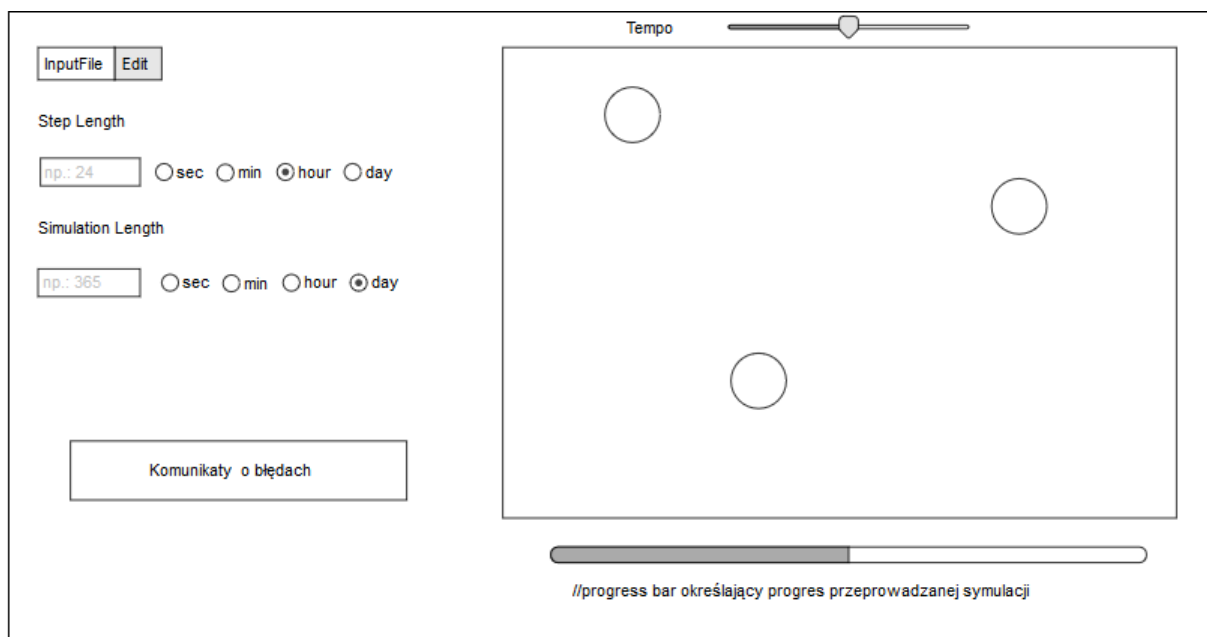 Tempo
InputFile Edit
Step Length
np.: 24 sec min hour day
Simulation Length
np.: 365 sec min hour day
Komunikaty o błędach
//progress bar określający progres przeprowadzanej symulacji